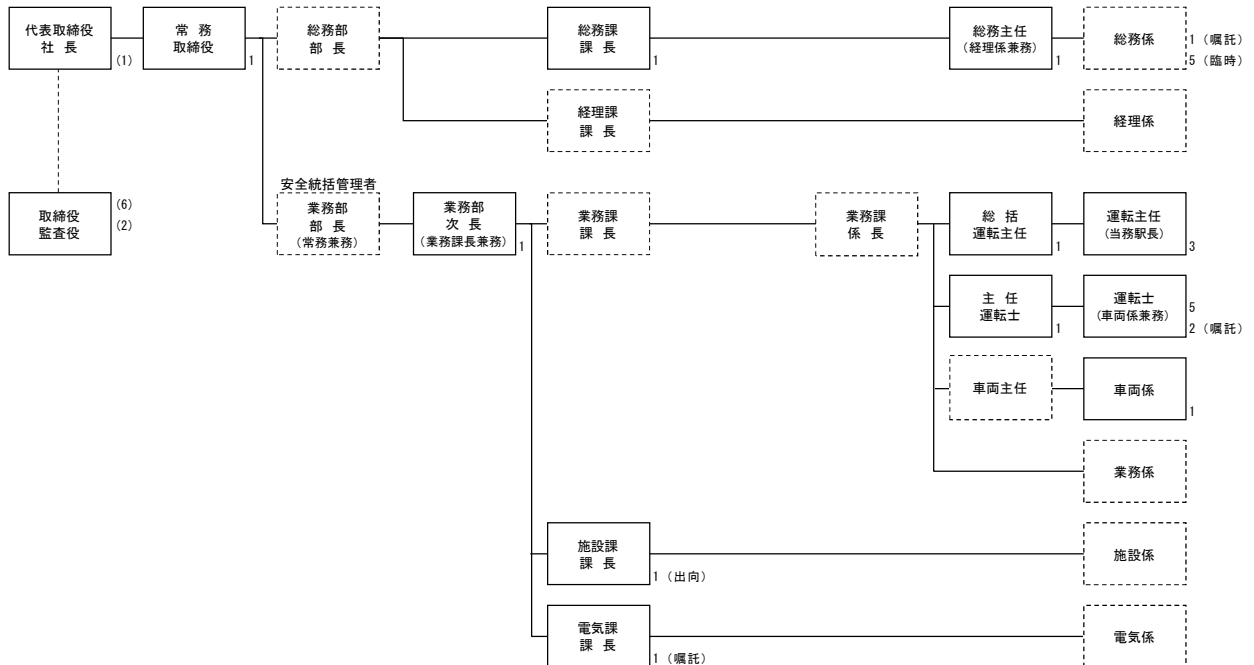 代表取締役
社 長
(1)
常 務
取締役
1
総務部
部 長
総務課
課 長
1
総務主任
(経理係兼務)
1
総務係
1 (嘱託)
5 (臨時)
経理課
課 長
経理係
取締役
監査役
(6)
(2)
安全統括管理者
業務部
部 長
(常務兼務)
業務部
次 長
(業務課長兼務)
1
業務課
課 長
業務課
係 長
総 括
運転主任
1
運転主任
(当務駅長)
3
主 任
運転士
1
運転士
(車両係兼務)
5
2 (嘱託)
車両主任
車両係
1
業務係
施設課
課 長
1 (出向)
施設係
電気課
課 長
1 (嘱託)
電気係